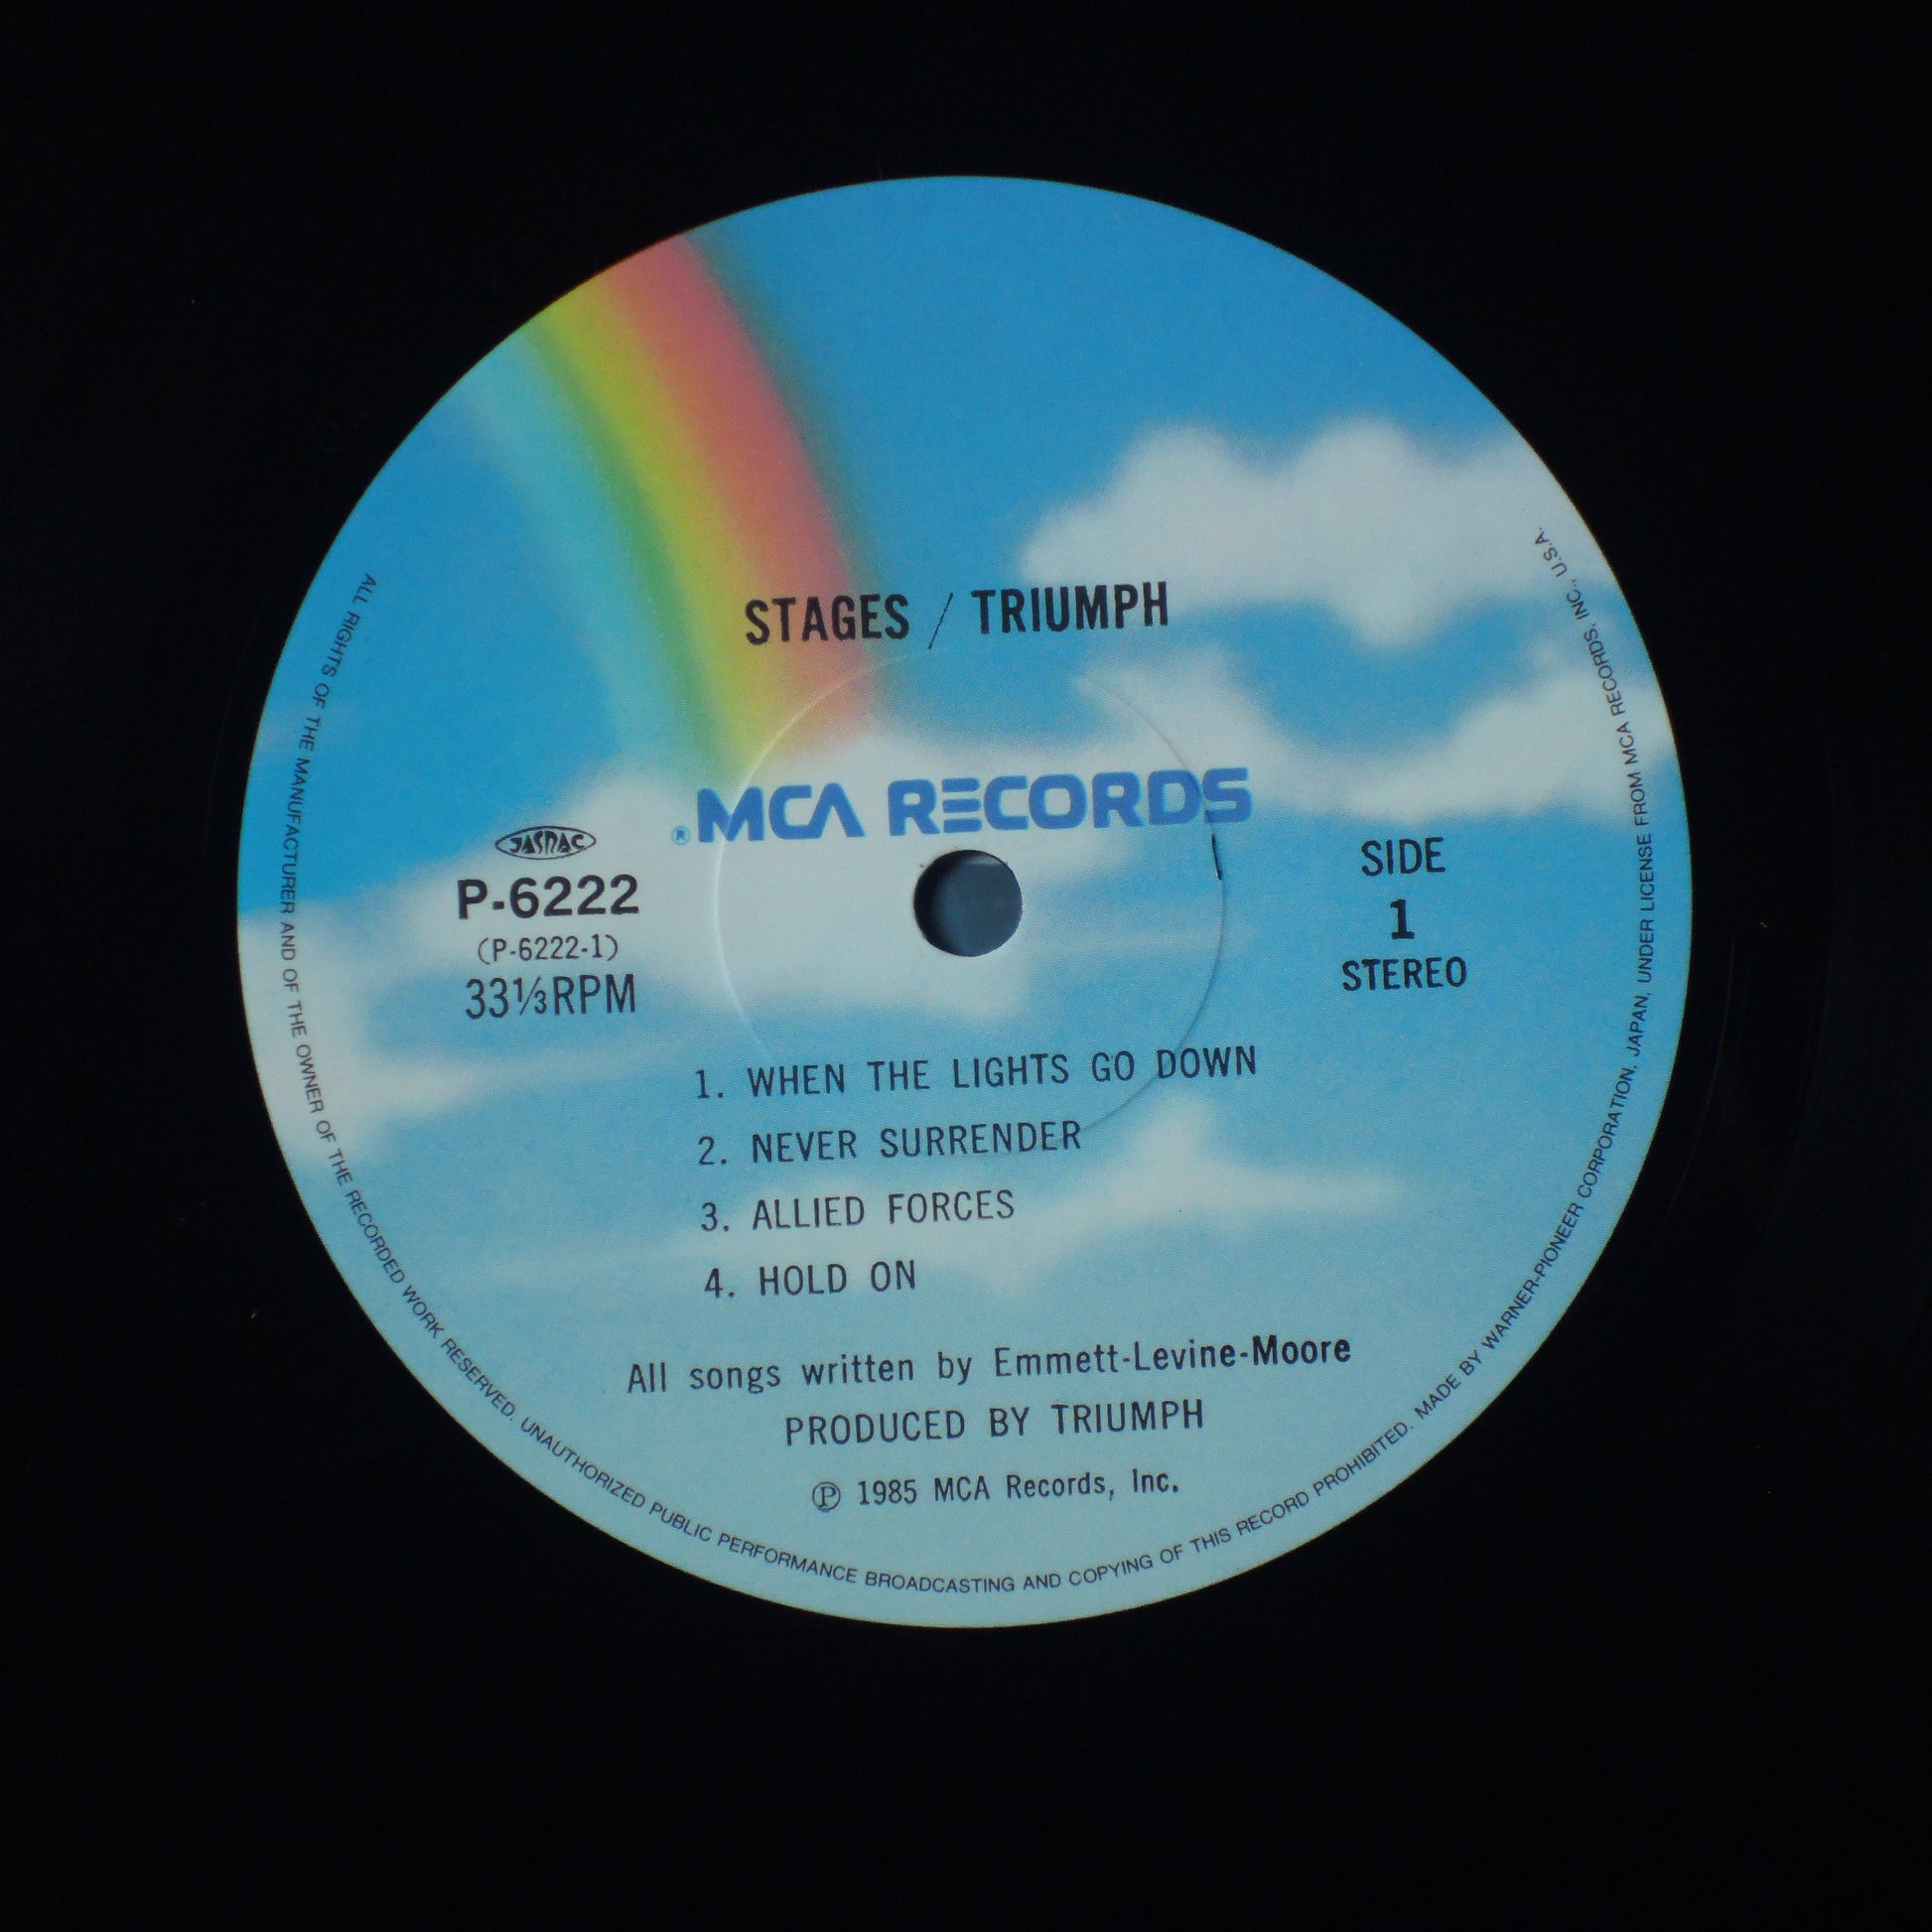 STAGES / TRIUMPH
® MCA RECORDS
JASRAC
P-6222
(P-6222-1)
33⅓RPM
SIDE
1
STEREO
1. WHEN THE LIGHTS GO DOWN
2. NEVER SURRENDER
3. ALLIED FORCES
4. HOLD ON
All songs written by Emmett-Levine-Moore
PRODUCED BY TRIUMPH
℗ 1985 MCA Records, Inc.
ALL RIGHTS OF THE MANUFACTURER AND OF THE OWNER OF THE RECORDED WORK RESERVED. UNAUTHORIZED PUBLIC PERFORMANCE BROADCASTING AND COPYING OF THIS RECORD PROHIBITED. MADE BY WARNER-PIONEER CORPORATION, JAPAN, UNDER LICENSE FROM MCA RECORDS, INC., U.S.A.